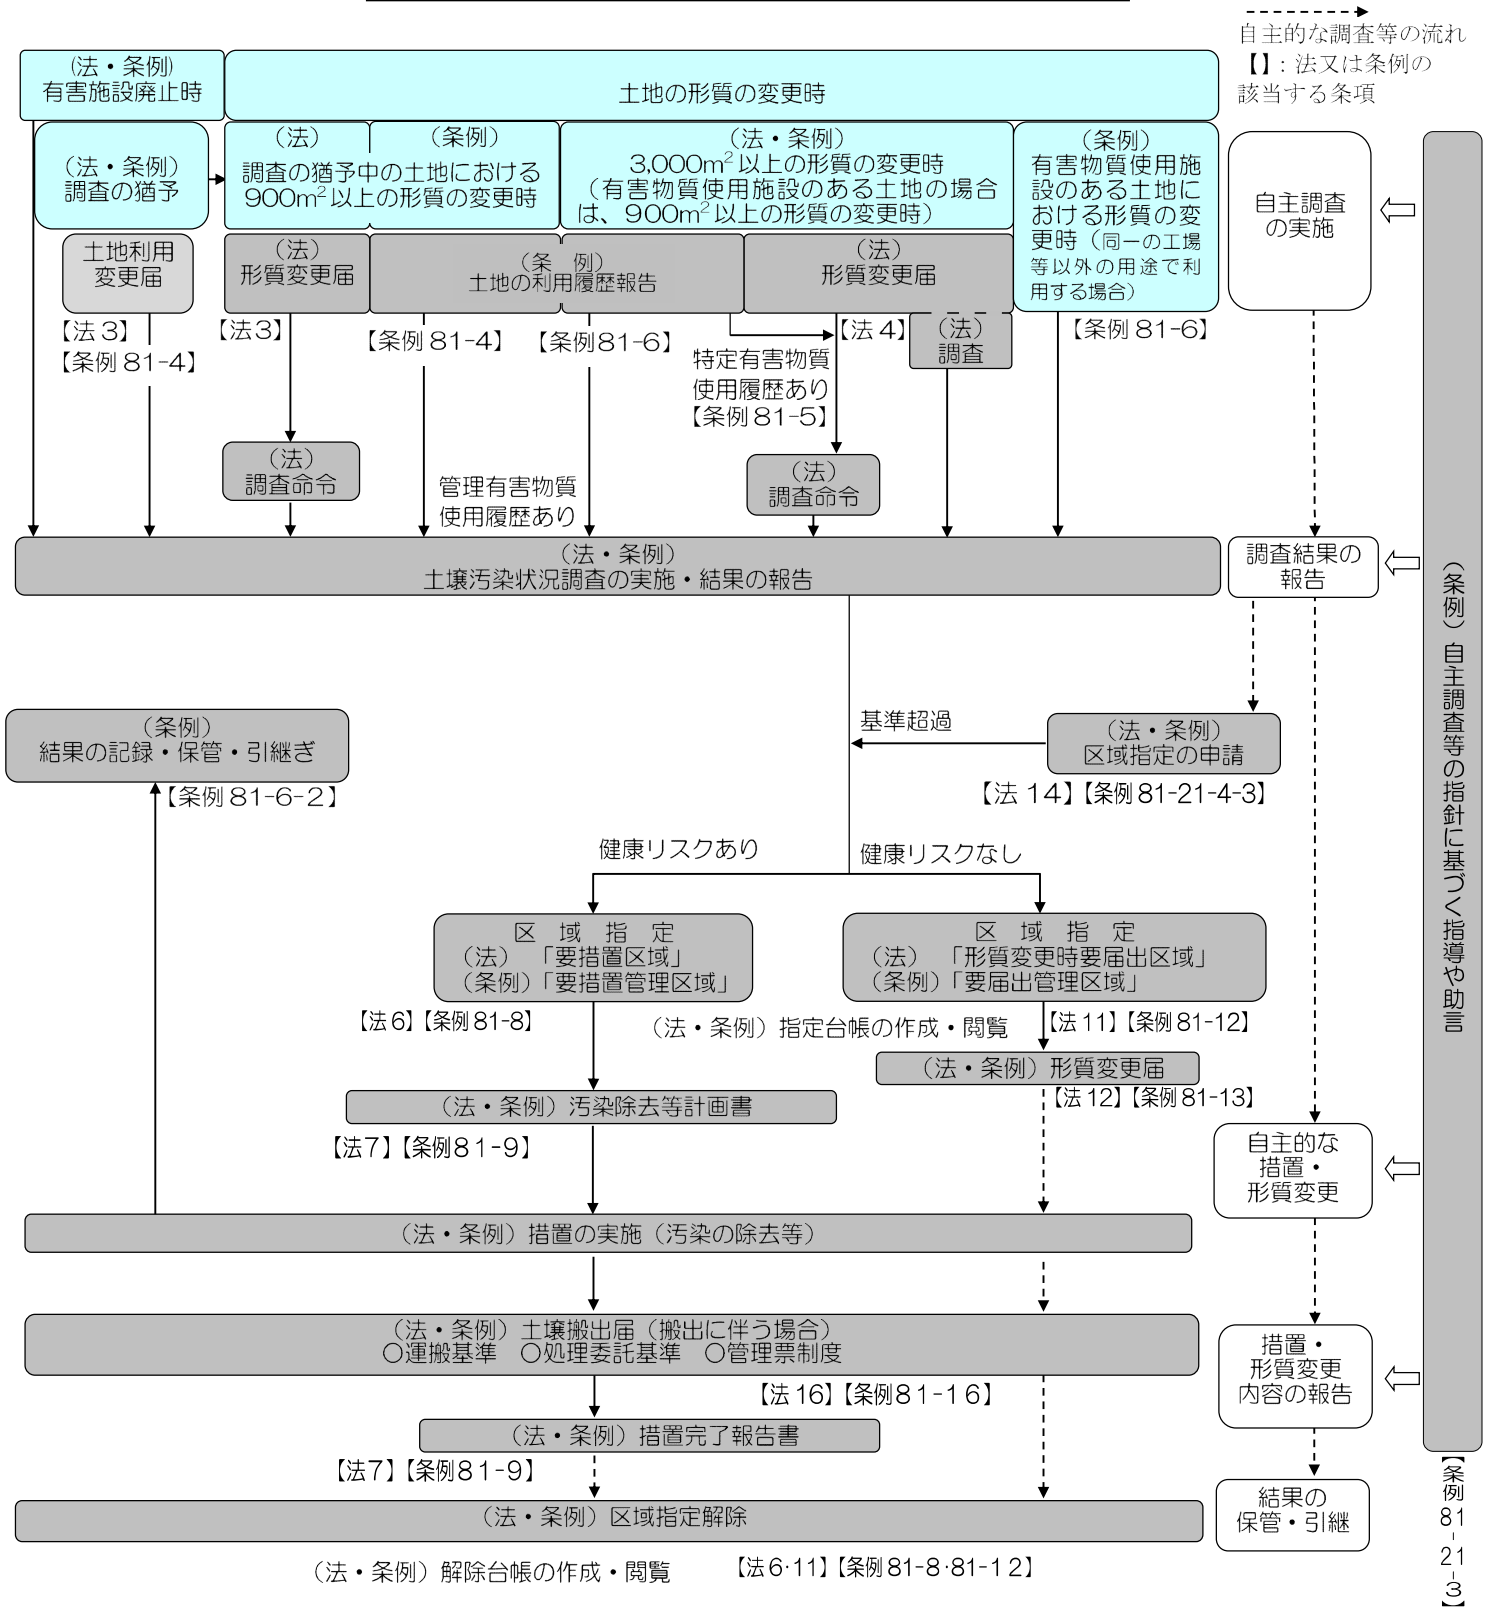 自主的な調査等の流れ
【】：法又は条例の
該当する条項
(法・条例)
有害施設廃止時
土地の形質の変更時
（法・条例）
調査の猶予
（法）
（条例）
調査の猶予中の土地における
900m²以上の形質の変更時
（法・条例）
3,000m²以上の形質の変更時
（有害物質使用施設のある土地の場合
は、900m²以上の形質の変更時）
（条例）
有害物質使用施
設のある土地に
おける形質の変
更時（同一の工場
等以外の用途で利
用する場合）
自主調査
の実施
土地利用
変更届
（法）
形質変更届
（条　例）
土地の利用履歴報告
（法）
形質変更届
（法）
調査
【法３】
【条例 81-4】
【法３】
【条例 81-4】
【条例81-6】
【法 4】
【条例 81-6】
特定有害物質
使用履歴あり
【条例 81-5】
（法）
調査命令
（法）
調査命令
管理有害物質
使用履歴あり
（法・条例）
土壌汚染状況調査の実施・結果の報告
調査結果の
報告
（条例）自主調査等の指針に基づく指導や助言
【条例81-21-3】
（条例）
結果の記録・保管・引継ぎ
【条例 81-6-2】
基準超過
（法・条例）
区域指定の申請
【法 14】【条例 81-21-4-3】
健康リスクあり
健康リスクなし
区　域　指　定
（法）　「要措置区域」
（条例）「要措置管理区域」
区　域　指　定
（法）　「形質変更時要届出区域」
（条例）「要届出管理区域」
【法６】【条例 81-8】
（法・条例）指定台帳の作成・閲覧
【法 11】【条例 81-12】
（法・条例）形質変更届
【法 12】【条例 81-13】
（法・条例）汚染除去等計画書
【法7】【条例８１-９】
自主的な
措置・
形質変更
（法・条例）措置の実施（汚染の除去等）
（法・条例）土壌搬出届（搬出に伴う場合）
○運搬基準　○処理委託基準　○管理票制度
措置・
形質変更
内容の報告
【法 16】【条例８１-１６】
（法・条例）措置完了報告書
【法7】【条例８１-９】
（法・条例）区域指定解除
結果の
保管・引継
（法・条例）解除台帳の作成・閲覧
【法６・11】【条例 81-８・81-１２】